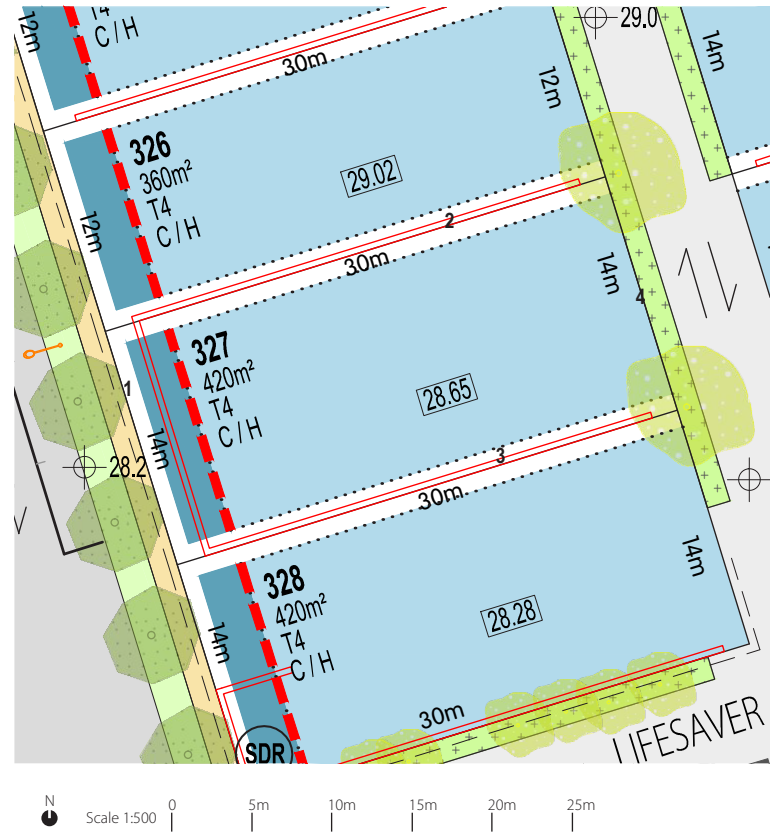 T4
C / H
12m
30m
29.0
14m
12m
326
360m²
T4
C / H
29.02
12m
2
30m
14m
4
327
420m²
T4
C / H
28.65
1
14m
28.2
3
30m
14m
328
420m²
T4
C / H
28.28
14m
30m
SDR
LIFESAVER
N
Scale 1:500
0
5m
10m
15m
20m
25m